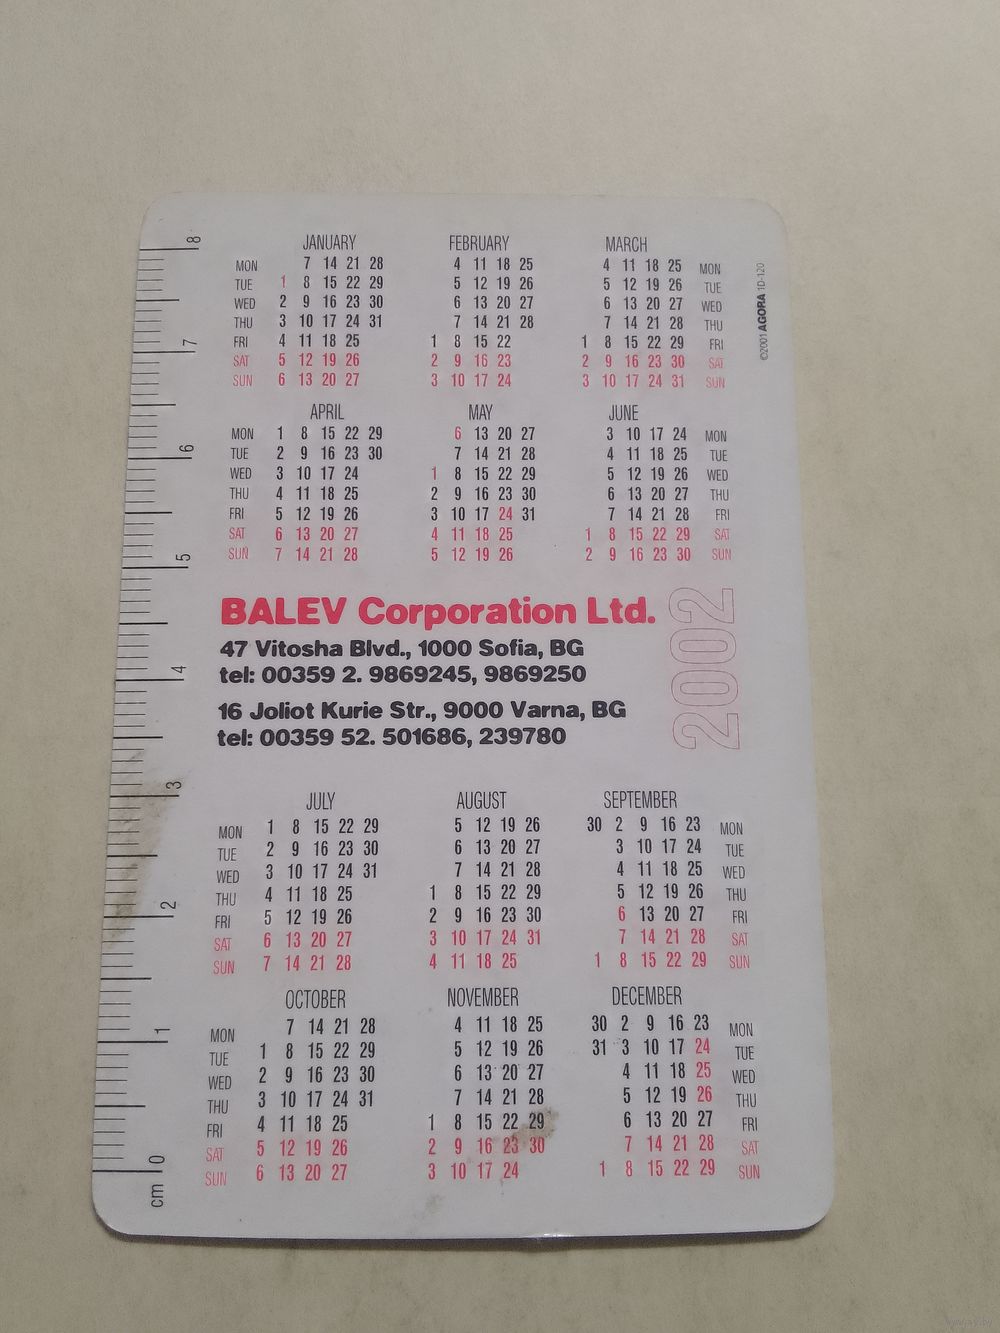 JANUARY FEBRUARY MARCH
MON 7 14 21 28 4 11 18 25 4 11 18 25 MON
TUE 1 8 15 22 29 5 12 19 26 5 12 19 26 TUE
WED 2 9 16 23 30 6 13 20 27 6 13 20 27 WED
THU 3 10 17 24 31 7 14 21 28 7 14 21 28 THU
FRI 4 11 18 25 1 8 15 22 1 8 15 22 29 FRI
SAT 5 12 19 26 2 9 16 23 2 9 16 23 30 SAT
SUN 6 13 20 27 3 10 17 24 3 10 17 24 31 SUN
©2001 AGORA 1D-120
APRIL MAY JUNE
MON 1 8 15 22 29 6 13 20 27 3 10 17 24 MON
TUE 2 9 16 23 30 7 14 21 28 4 11 18 25 TUE
WED 3 10 17 24 1 8 15 22 29 5 12 19 26 WED
THU 4 11 18 25 2 9 16 23 30 6 13 20 27 THU
FRI 5 12 19 26 3 10 17 24 31 7 14 21 28 FRI
SAT 6 13 20 27 4 11 18 25 1 8 15 22 29 SAT
SUN 7 14 21 28 5 12 19 26 2 9 16 23 30 SUN
BALEV Corporation Ltd.
47 Vitosha Blvd., 1000 Sofia, BG
tel: 00359 2. 9869245, 9869250
16 Joliot Kurie Str., 9000 Varna, BG
tel: 00359 52. 501686, 239780
2002
JULY AUGUST SEPTEMBER
MON 1 8 15 22 29 5 12 19 26 30 2 9 16 23 MON
TUE 2 9 16 23 30 6 13 20 27 3 10 17 24 TUE
WED 3 10 17 24 31 7 14 21 28 4 11 18 25 WED
THU 4 11 18 25 1 8 15 22 29 5 12 19 26 THU
FRI 5 12 19 26 2 9 16 23 30 6 13 20 27 FRI
SAT 6 13 20 27 3 10 17 24 31 7 14 21 28 SAT
SUN 7 14 21 28 4 11 18 25 1 8 15 22 29 SUN
OCTOBER NOVEMBER DECEMBER
MON 7 14 21 28 4 11 18 25 30 2 9 16 23 MON
TUE 1 8 15 22 29 5 12 19 26 31 3 10 17 24 TUE
WED 2 9 16 23 30 6 13 20 27 4 11 18 25 WED
THU 3 10 17 24 31 7 14 21 28 5 12 19 26 THU
FRI 4 11 18 25 1 8 15 22 29 6 13 20 27 FRI
SAT 5 12 19 26 2 9 16 23 30 7 14 21 28 SAT
SUN 6 13 20 27 3 10 17 24 1 8 15 22 29 SUN
cm 0 1 2 3 4 5 6 7 8